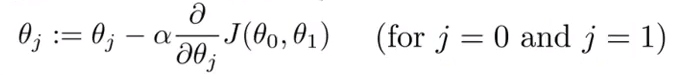 θ_j := θ_j − α ∂/∂θ_j J(θ_0, θ_1) (for j = 0 and j = 1)